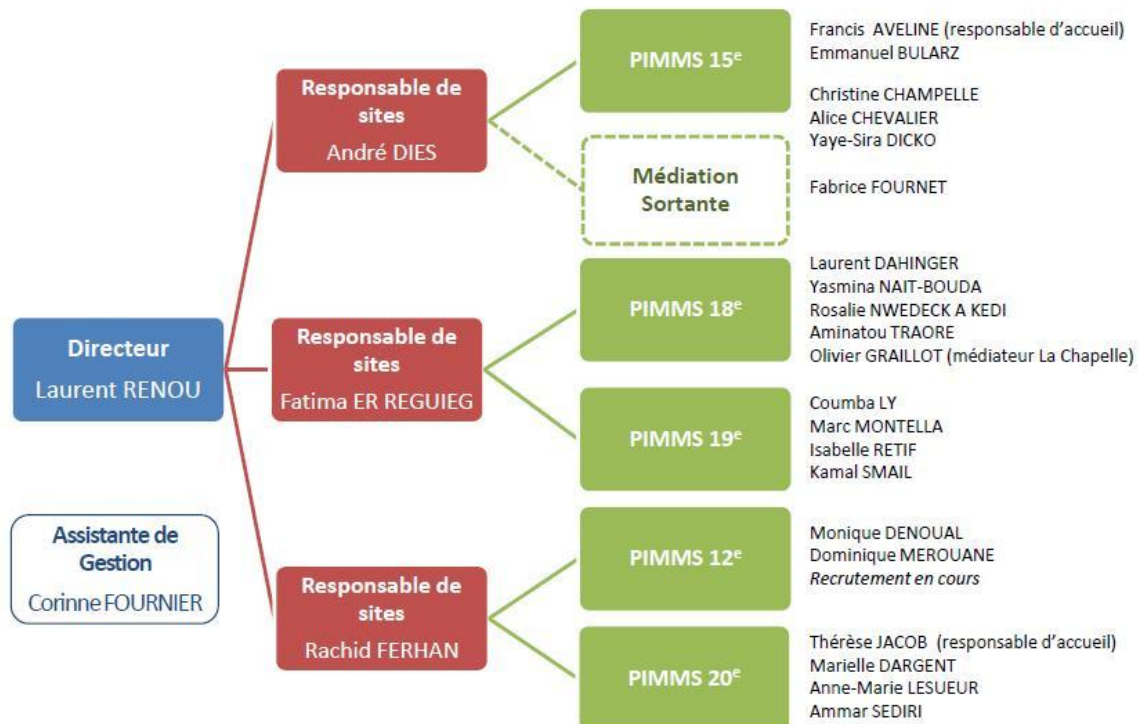 Directeur
Laurent RENOU
Assistante de
Gestion
Corinne FOURNIER
Responsable de
sites
André DIES
PIMMS 15e
Francis AVELINE (responsable d'accueil)
Emmanuel BULARZ
Christine CHAMPELLE
Alice CHEVALIER
Yaye-Sira DICKO
Médiation
Sortante
Fabrice FOURNET
Responsable de
sites
Fatima ER REGUIEG
PIMMS 18e
Laurent DAHINGER
Yasmina NAIT-BOUDA
Rosalie NWEDECK A KEDI
Aminatou TRAORE
Olivier GRAILLOT (médiateur La Chapelle)
PIMMS 19e
Coumba LY
Marc MONTELLA
Isabelle RETIF
Kamal SMAIL
Responsable de
sites
Rachid FERHAN
PIMMS 12e
Monique DENOUAL
Dominique MEROUANE
Recrutement en cours
PIMMS 20e
Thérèse JACOB (responsable d'accueil)
Marielle DARGENT
Anne-Marie LESUEUR
Ammar SEDIRI